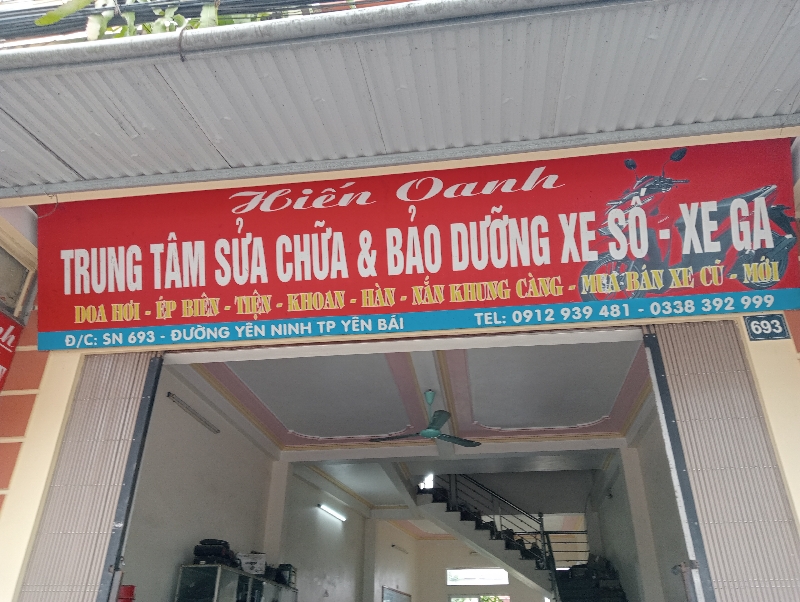 Hiến Oanh
TRUNG TÂM SỬA CHỮA & BẢO DƯỠNG XE SỐ - XE GA
DOA HƠI - ÉP BIÊN - TIỆN - KHOAN - HÀN - NẮN KHUNG CÀNG - MUA BÁN XE CŨ - MỚI
Đ/C: SN 693 - ĐƯỜNG YÊN NINH TP YÊN BÁI
TEL: 0912 939 481 - 0338 392 999
693